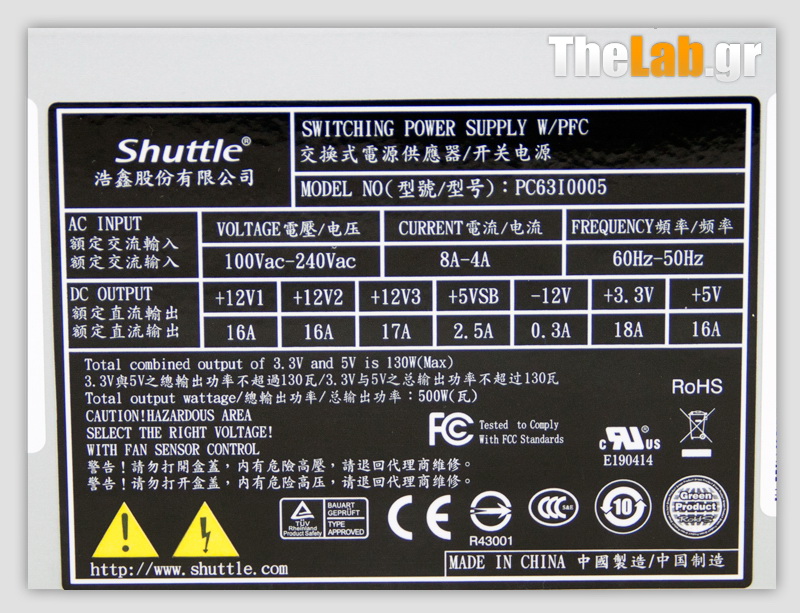 TheLab.gr
Shuttle®
浩鑫股份有限公司
SWITCHING POWER SUPPLY W/PFC
交換式電源供應器/开关电源
MODEL NO(型號/型号): PC63I0005
AC INPUT
額定交流輸入
额定交流输入
VOLTAGE電壓/电压
CURRENT電流/电流
FREQUENCY頻率/频率
100Vac-240Vac
8A-4A
60Hz-50Hz
DC OUTPUT
額定直流輸出
额定直流输出
+12V1 +12V2 +12V3 +5VSB -12V +3.3V +5V
16A 16A 17A 2.5A 0.3A 18A 16A
Total combined output of 3.3V and 5V is 130W(Max)
3.3V與5V之總輸出功率不超過130瓦/3.3V与5V之总输出功率不超过130瓦
Total output wattage/總輸出功率/总输出功率:500W(瓦)
CAUTION!HAZARDOUS AREA
SELECT THE RIGHT VOLTAGE!
WITH FAN SENSOR CONTROL
警告!請勿打開盒蓋,內有危險高壓,請退回代理商維修。
警告!请勿打开盒盖,内有危险高压,请退回代理商维修。
RoHS
FC Tested to Comply
With FCC Standards
c RU US
E190414
TÜV
Rheinland
Product Safety
BAUART
GEPRÜFT
TYPE
APPROVED
CE
R43001
CCC S&E
10
Green
Product
http://www.shuttle.com
MADE IN CHINA 中國製造/中国制造